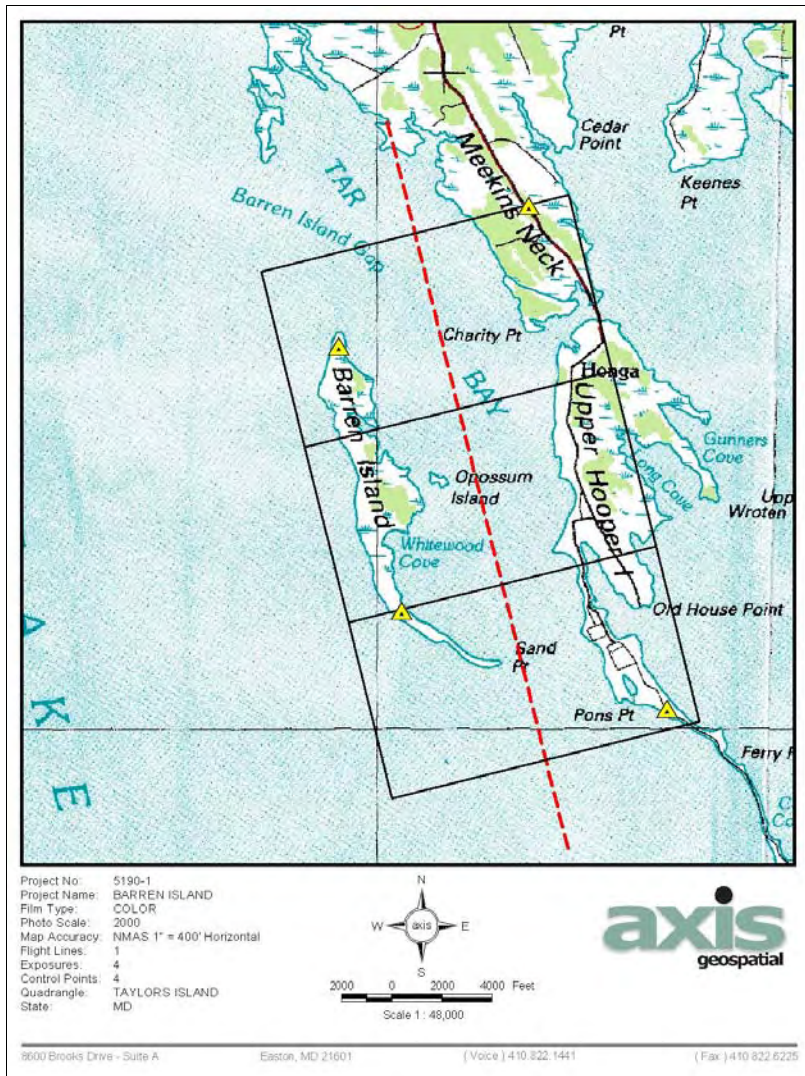 Pt
Cedar
Point
Keenes
Pt
TAR
Meekins Neck
Barren Island Gap
Charity Pt
BAY
Honga
Barren Island
Upper Hooper I
Gunners
Cove
ong Cove
Opossum
Island
Upp
Wroten
Whitewood
Cove
Old House Point
Sand
Pt
Pons Pt
Ferry
A
K
E
C
Project No: 5190-1
Project Name: BARREN ISLAND
Film Type: COLOR
Photo Scale: 2000
Map Accuracy: NMAS 1" = 400' Horizontal
Flight Lines: 1
Exposures: 4
Control Points: 4
Quadrangle: TAYLORS ISLAND
State: MD
N
W axis E
S
2000 0 2000 4000 Feet
Scale 1 : 48,000
axis
geospatial
8600 Brooks Drive - Suite A Easton, MD 21601 ( Voice ) 410.822.1441 ( Fax ) 410.822.6225